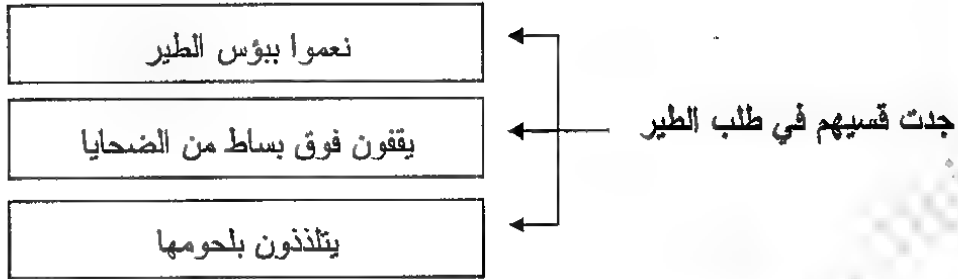 جدت قسيهم في طلب الطير
نعموا ببؤس الطير
يقفون فوق بساط من الضحايا
يتلذذون بلحومها